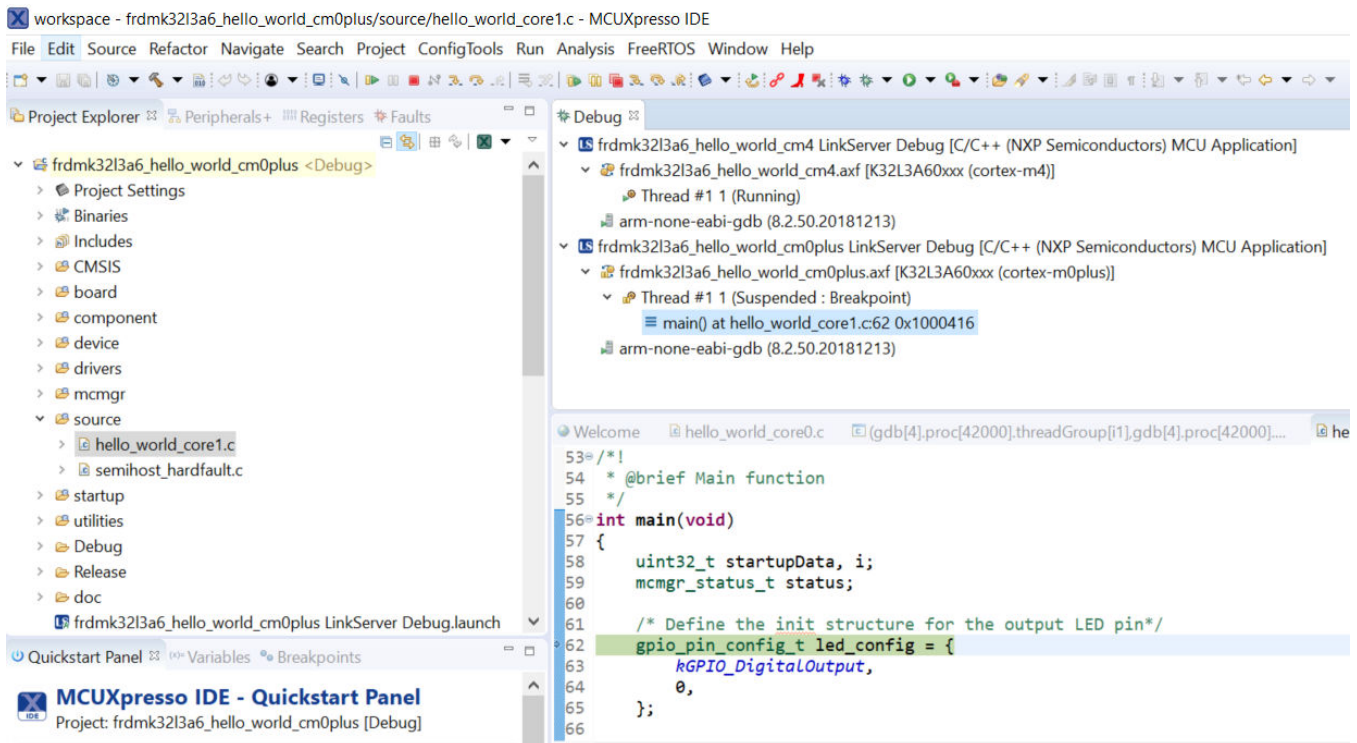 workspace - frdmk32l3a6_hello_world_cm0plus/source/hello_world_core1.c - MCUXpresso IDE
File Edit Source Refactor Navigate Search Project ConfigTools Run Analysis FreeRTOS Window Help
Project Explorer Peripherals+ Registers Faults
frdmk32l3a6_hello_world_cm0plus <Debug>
Project Settings
Binaries
Includes
CMSIS
board
component
device
drivers
mcmgr
source
hello_world_core1.c
semihost_hardfault.c
startup
utilities
Debug
Release
doc
frdmk32l3a6_hello_world_cm0plus LinkServer Debug.launch
Quickstart Panel (x)= Variables Breakpoints
IDE
MCUXpresso IDE - Quickstart Panel
Project: frdmk32l3a6_hello_world_cm0plus [Debug]
Debug
frdmk32l3a6_hello_world_cm4 LinkServer Debug [C/C++ (NXP Semiconductors) MCU Application]
frdmk32l3a6_hello_world_cm4.axf [K32L3A60xxx (cortex-m4)]
Thread #1 1 (Running)
arm-none-eabi-gdb (8.2.50.20181213)
frdmk32l3a6_hello_world_cm0plus LinkServer Debug [C/C++ (NXP Semiconductors) MCU Application]
frdmk32l3a6_hello_world_cm0plus.axf [K32L3A60xxx (cortex-m0plus)]
Thread #1 1 (Suspended : Breakpoint)
main() at hello_world_core1.c:62 0x1000416
arm-none-eabi-gdb (8.2.50.20181213)
Welcome hello_world_core0.c (gdb[4].proc[42000].threadGroup[i1],gdb[4].proc[42000].... he
53 /*!
54 * @brief Main function
55 */
56 int main(void)
57 {
58 uint32_t startupData, i;
59 mcmgr_status_t status;
60
61 /* Define the init structure for the output LED pin*/
62 gpio_pin_config_t led_config = {
63 kGPIO_DigitalOutput,
64 0,
65 };
66